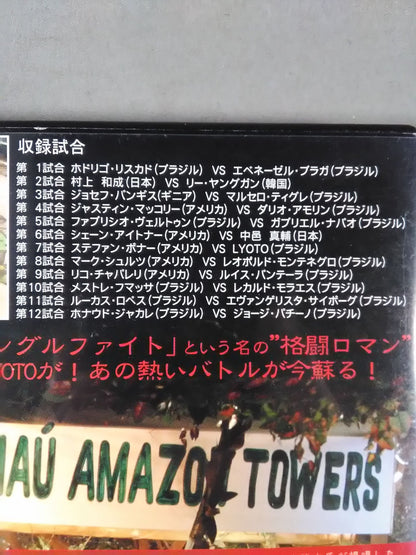 収録試合
第 1試合 ホドリゴ・リスカド(ブラジル) VS エベネーゼル・ブラガ(ブラジル)
第 2試合 村上 和成(日本) VS リー・ヤングガン(韓国)
第 3試合 ジョセフ・バンギス(ギニア) VS マルセロ・ティグレ(ブラジル)
第 4試合 ジャスティン・マッコリー(アメリカ) VS ダリオ・アモリン(ブラジル)
第 5試合 ファブリシオ・ヴェルトゥン(ブラジル) VS ガブリエル・ナパオ(ブラジル)
第 6試合 シェーン・アイトナー(アメリカ) VS 中邑 真輔(日本)
第 7試合 ステファン・ボナー(アメリカ) VS LYOTO(ブラジル)
第 8試合 マーク・シュルツ(アメリカ) VS レオポルド・モンテネグロ(ブラジル)
第 9試合 リコ・チャパレリ(アメリカ) VS ルイス・パンテーラ(ブラジル)
第10試合 メストレ・フマッサ(ブラジル) VS レカルド・モラエス(ブラジル)
第11試合 ルーカス・ロペス(ブラジル) VS エヴァンゲリスタ・サイボーグ(ブラジル)
第12試合 ホナウド・ジャカレ(ブラジル) VS ジョージ・パチーノ(ブラジル)
ングルファイト」という名の"格闘ロマン"
YOTOが!あの熱いバトルが今蘇る!
AÚ AMAZO TOWERS